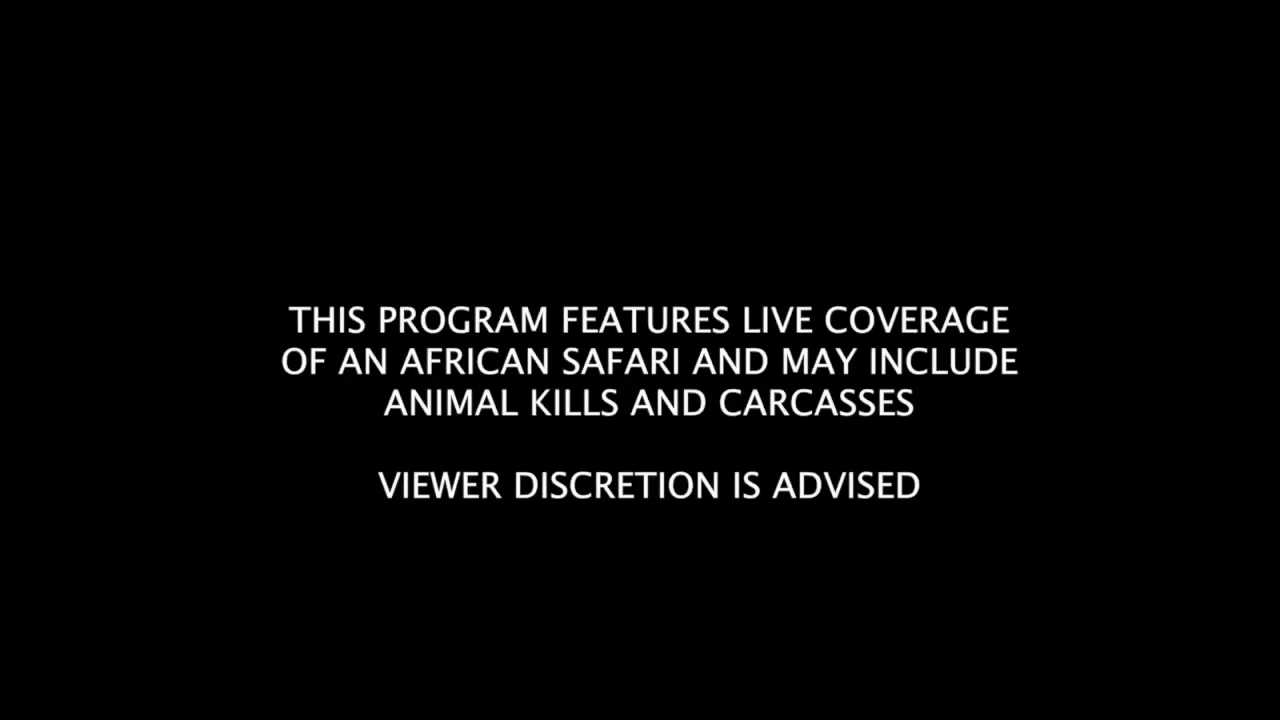 THIS PROGRAM FEATURES LIVE COVERAGE
OF AN AFRICAN SAFARI AND MAY INCLUDE
ANIMAL KILLS AND CARCASSES
VIEWER DISCRETION IS ADVISED